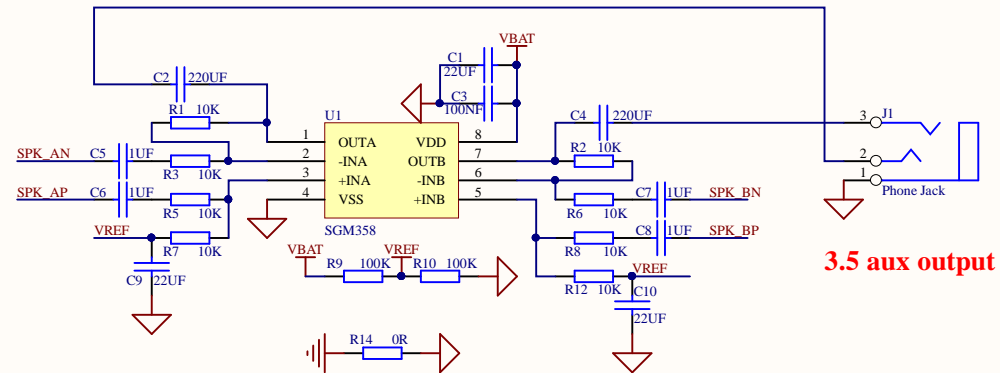 VBAT
C1
22UF
C2 220UF
C3
100NF
R1 10K
U1
C4 220UF
J1
1 OUTA VDD 8
2 -INA OUTB 7
3 +INA -INB 6
4 VSS +INB 5
SGM358
R2 10K
3
2
1
Phone Jack
SPK_AN C5 1UF
R3 10K
SPK_AP C6 1UF
R5 10K
VREF
R7 10K
C9 22UF
C7 1UF SPK_BN
R6 10K
C8 1UF SPK_BP
R8 10K
VREF
R12 10K
C10
22UF
VBAT VREF
R9 100K R10 100K
3.5 aux output
R14 0R